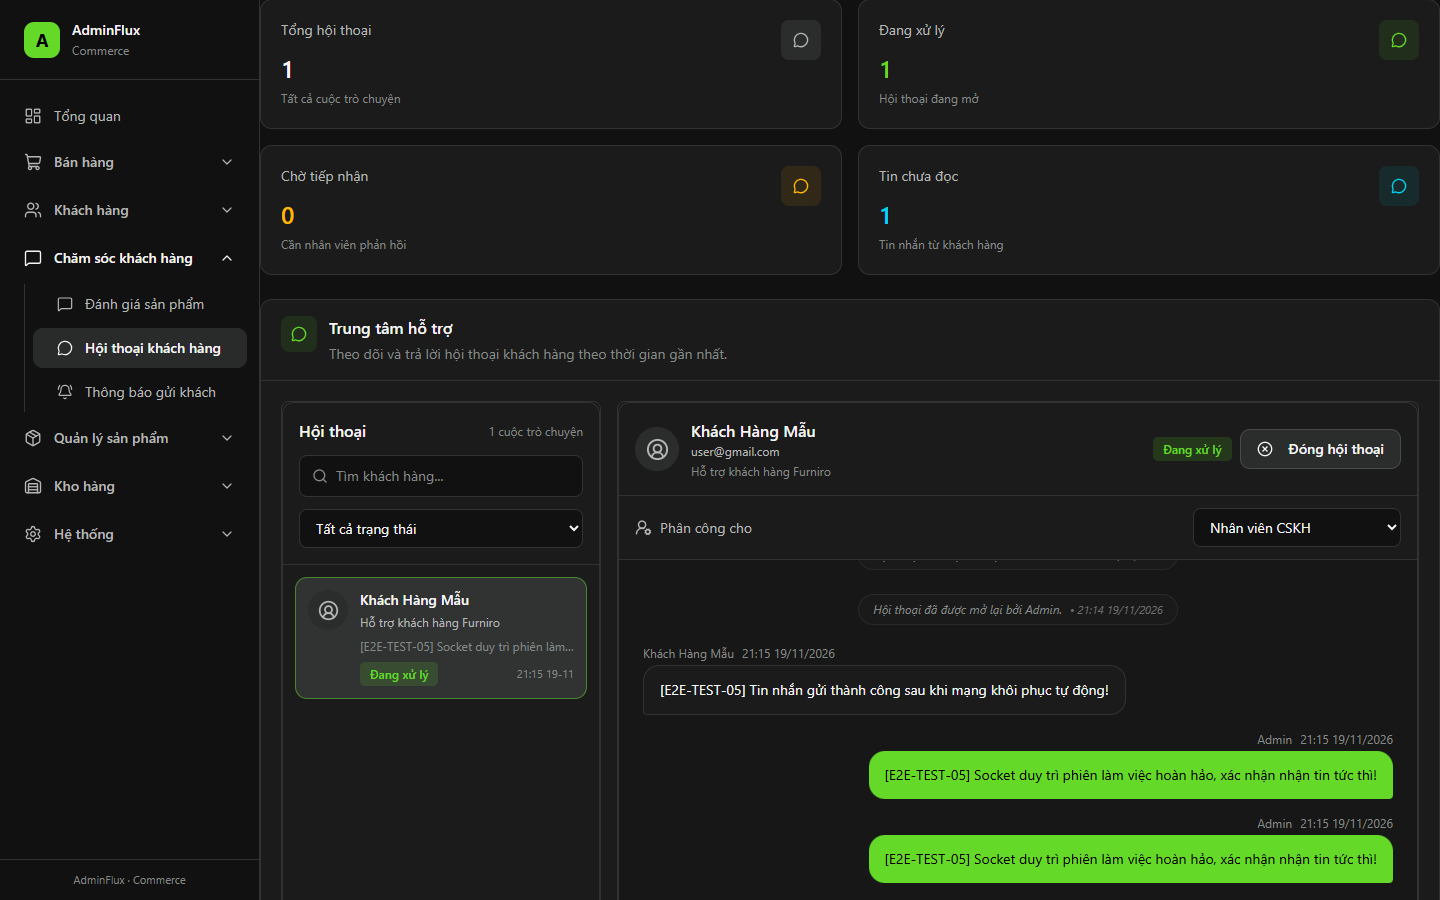 A
AdminFlux
Commerce
Tổng quan
Bán hàng
Khách hàng
Chăm sóc khách hàng
Đánh giá sản phẩm
Hội thoại khách hàng
Thông báo gửi khách
Quản lý sản phẩm
Kho hàng
Hệ thống
AdminFlux · Commerce
Tổng hội thoại
1
Tất cả cuộc trò chuyện
Đang xử lý
1
Hội thoại đang mở
Chờ tiếp nhận
0
Cần nhân viên phản hồi
Tin chưa đọc
1
Tin nhắn từ khách hàng
Trung tâm hỗ trợ
Theo dõi và trả lời hội thoại khách hàng theo thời gian gần nhất.
Hội thoại
1 cuộc trò chuyện
Tìm khách hàng...
Tất cả trạng thái
Khách Hàng Mẫu
Hỗ trợ khách hàng Furniro
[E2E-TEST-05] Socket duy trì phiên làm...
Đang xử lý
21:15 19-11
Khách Hàng Mẫu
user@gmail.com
Hỗ trợ khách hàng Furniro
Đang xử lý
Đóng hội thoại
Phân công cho
Nhân viên CSKH
Hội thoại đã được mở lại bởi Admin. • 21:14 19/11/2026
Khách Hàng Mẫu 21:15 19/11/2026
[E2E-TEST-05] Tin nhắn gửi thành công sau khi mạng khôi phục tự động!
Admin 21:15 19/11/2026
[E2E-TEST-05] Socket duy trì phiên làm việc hoàn hảo, xác nhận nhận tin tức thì!
Admin 21:15 19/11/2026
[E2E-TEST-05] Socket duy trì phiên làm việc hoàn hảo, xác nhận nhận tin tức thì!